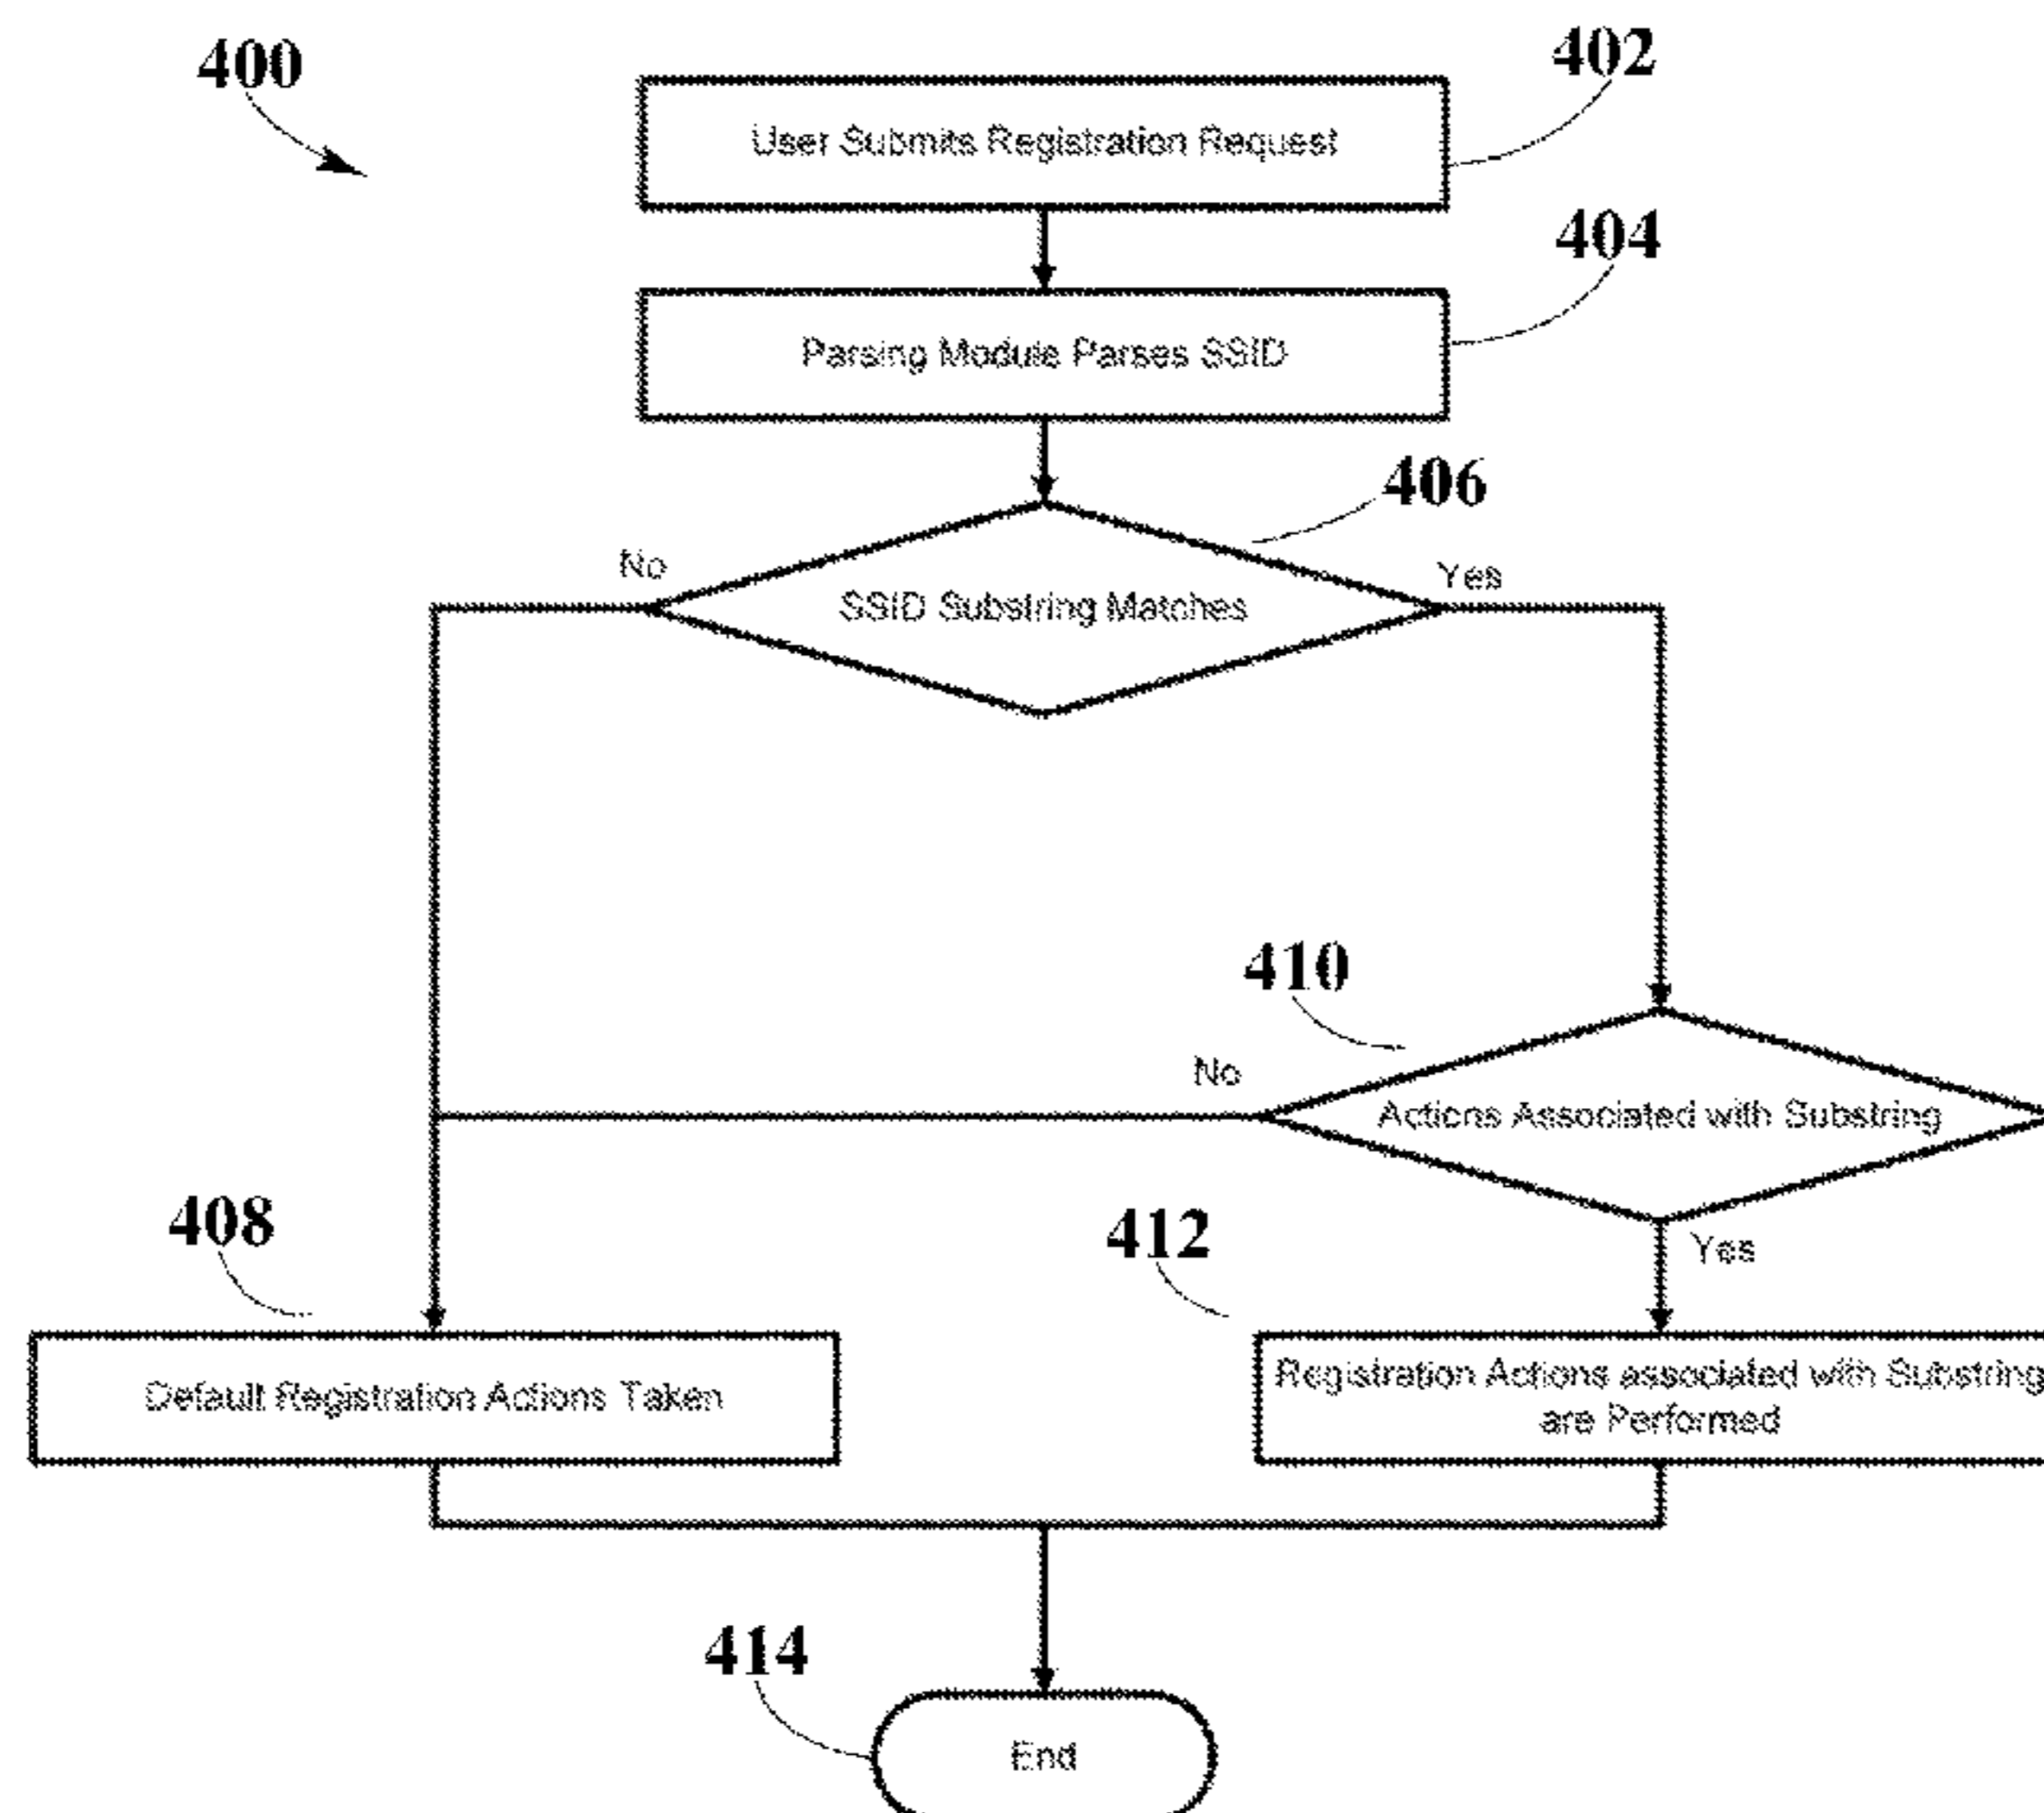 400
402
User Submits Registration Request
404
Parsing Module Parses SSID
406
No
Yes
SSID Substring Matches
410
No
Actions Associated with Substring
408
412
Yes
Default Registration Actions Taken
Registration Actions associated with Substring
are Performed
414
End